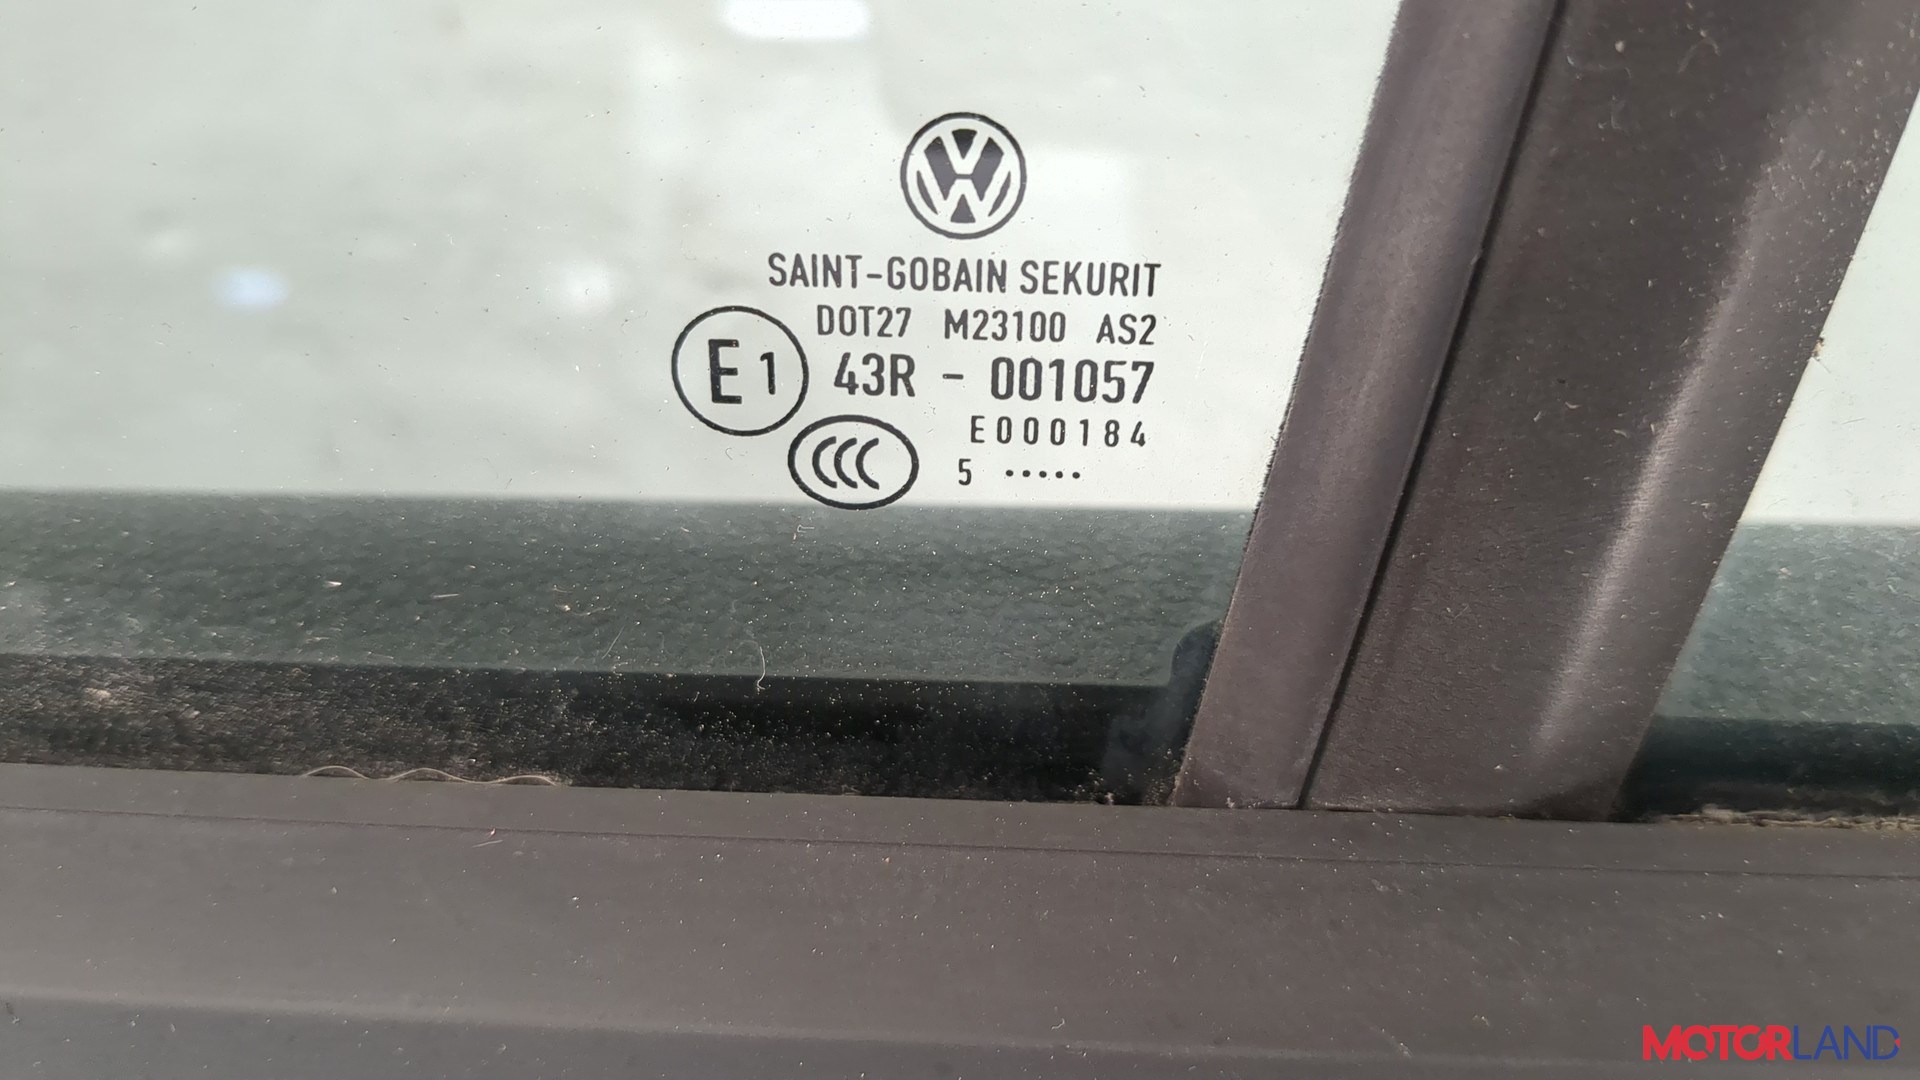 VW
SAINT-GOBAIN SEKURIT
DOT27 M23100 AS2
E1 43R - 001057
E000184
CCC 5 .....
MOTORLAND